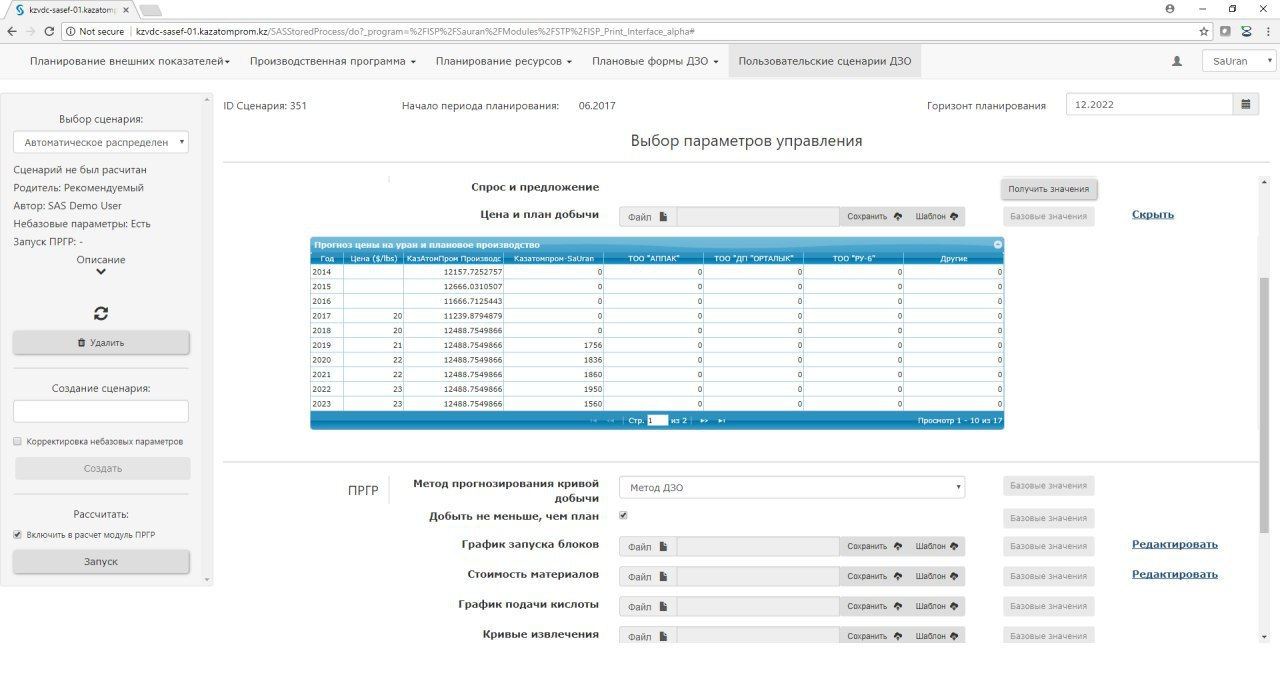 kzvdc-sasef-01.kazatomp
Not secure | kzvdc-sasef-01.kazatomprom.kz/SASStoredProcess/do?_program=%2FISP%2FSauran%2FModules%2FSTP%2FISP_Print_Interface_alpha#
Планирование внешних показателей Производственная программа Планирование ресурсов Плановые формы ДЗО Пользовательские сценарии ДЗО SaUran
ID Сценария: 351 Начало периода планирования: 06.2017 Горизонт планирования 12.2022
Выбор параметров управления
Выбор сценария:
Автоматическое распределен
Сценарий не был расчитан
Родитель: Рекомендуемый
Автор: SAS Demo User
Небазовые параметры: Есть
Запуск ПРГР: -
Описание
Удалить
Создание сценария:
Корректировка небазовых параметров
Создать
Рассчитать:
Включить в расчет модуль ПРГР
Запуск
Спрос и предложение Получить значения
Цена и план добычи Файл Сохранить Шаблон Базовые значения Скрыть
Прогноз цены на уран и плановое производство
Год Цена ($/lbs) КазАтомПром Производс Казатомпром-SaUran ТОО "АППАК" ТОО "ДП "ОРТАЛЫК" ТОО "РУ-6" Другие
2014 12157.7252757 0 0 0 0 0
2015 12666.0310507 0 0 0 0 0
2016 11666.7125443 0 0 0 0 0
2017 20 11239.8794879 0 0 0 0 0
2018 20 12488.7549866 0 0 0 0 0
2019 21 12488.7549866 1756 0 0 0 0
2020 22 12488.7549866 1836 0 0 0 0
2021 22 12488.7549866 1860 0 0 0 0
2022 23 12488.7549866 1950 0 0 0 0
2023 23 12488.7549866 1560 0 0 0 0
Стр. 1 из 2 Просмотр 1 - 10 из 17
ПРГР Метод прогнозирования кривой добычи Метод ДЗО Базовые значения
Добыть не меньше, чем план Базовые значения
График запуска блоков Файл Сохранить Шаблон Базовые значения Редактировать
Стоимость материалов Файл Сохранить Шаблон Базовые значения Редактировать
График подачи кислоты Файл Сохранить Шаблон Базовые значения
Кривые извлечения Файл Сохранить Шаблон Базовые значения